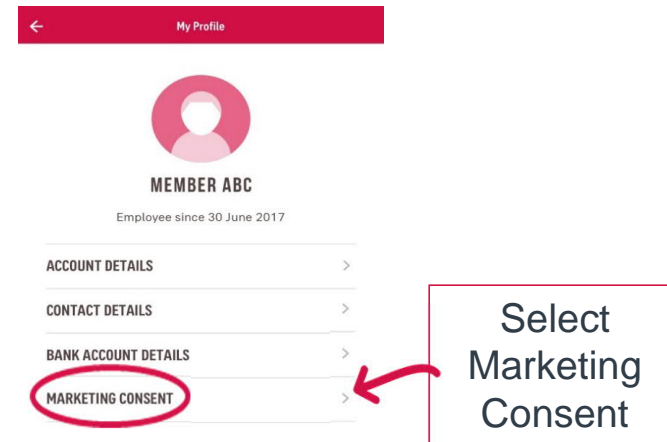 My Profile
MEMBER ABC
Employee since 30 June 2017
ACCOUNT DETAILS
CONTACT DETAILS
BANK ACCOUNT DETAILS
MARKETING CONSENT
Select
Marketing
Consent